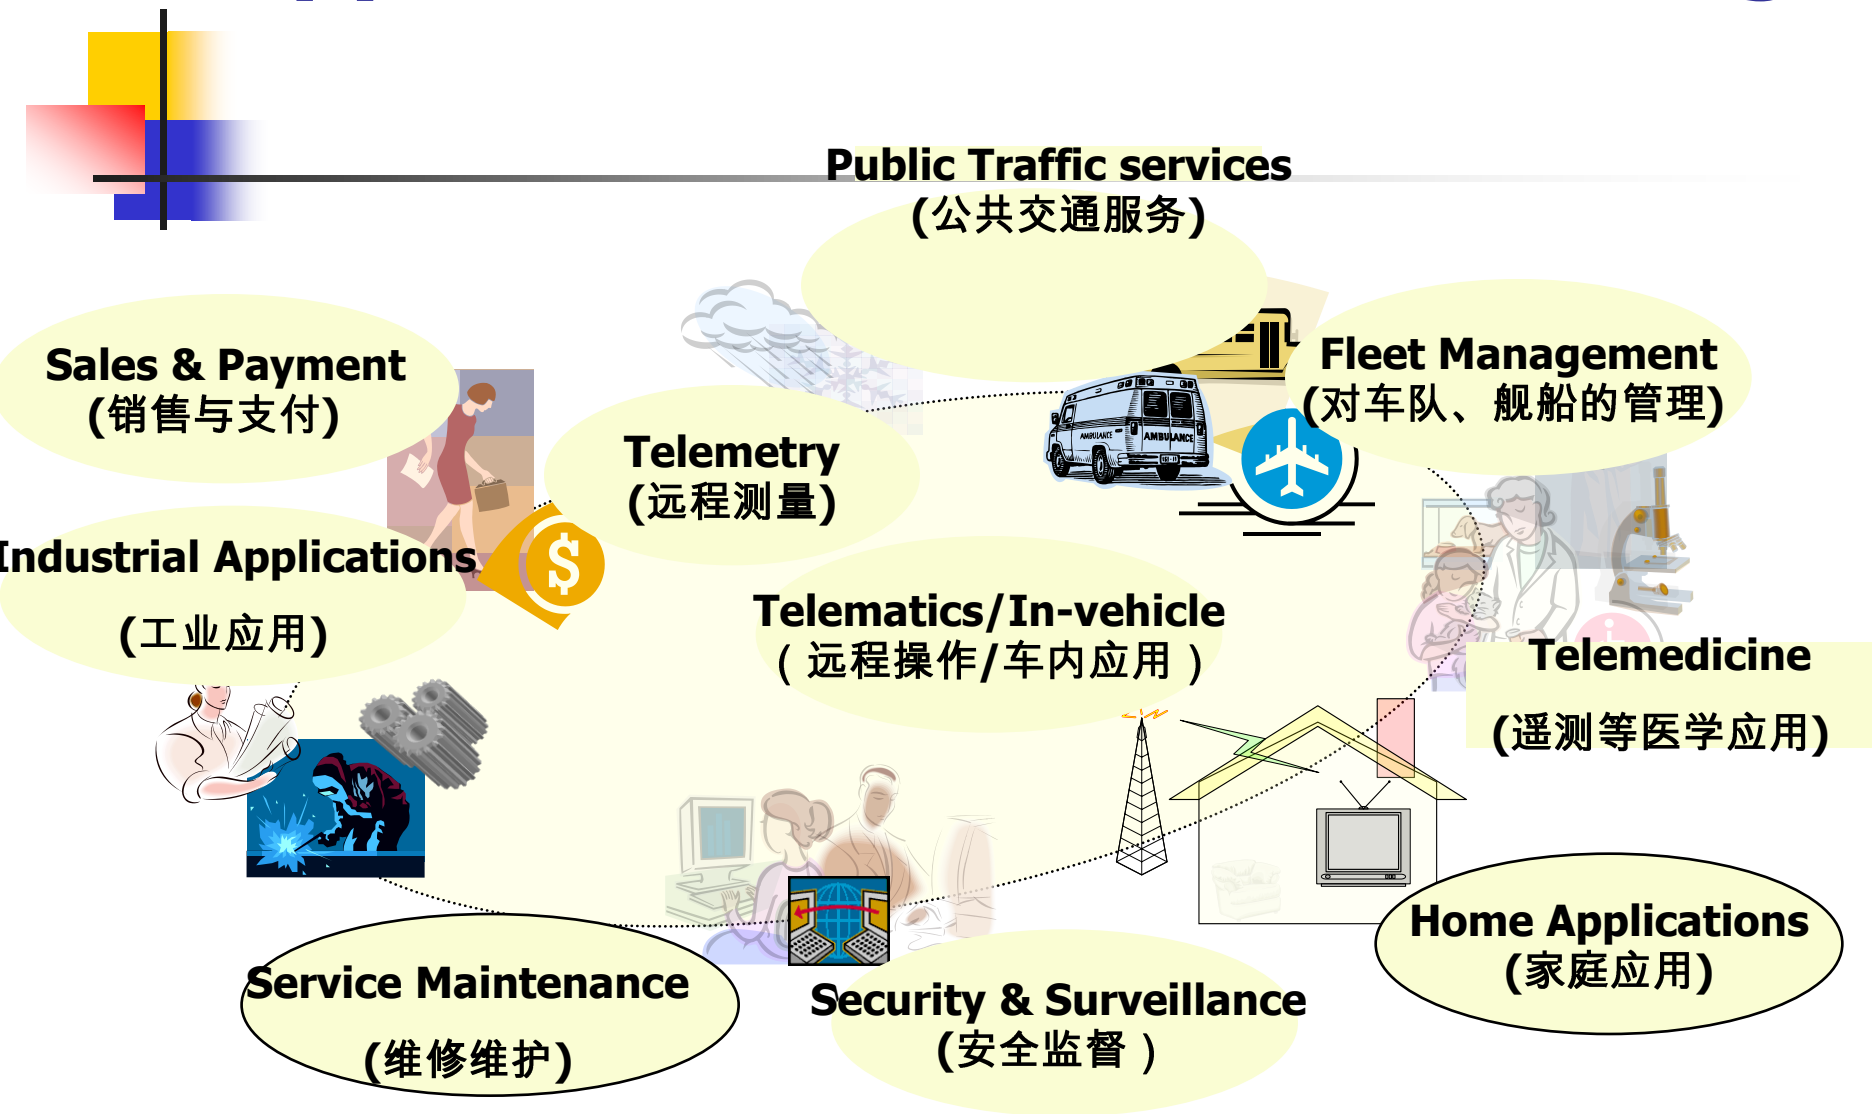 Public Traffic services
(公共交通服务)
Sales & Payment
(销售与支付)
Fleet Management
(对车队、舰船的管理)
Telemetry
(远程测量)
AMBULANCE
AMBULANCE
$
Industrial Applications
(工业应用)
Telematics/In-vehicle
( 远程操作/车内应用 )
Telemedicine
(遥测等医学应用)
Home Applications
(家庭应用)
Service Maintenance
(维修维护)
Security & Surveillance
(安全监督 )